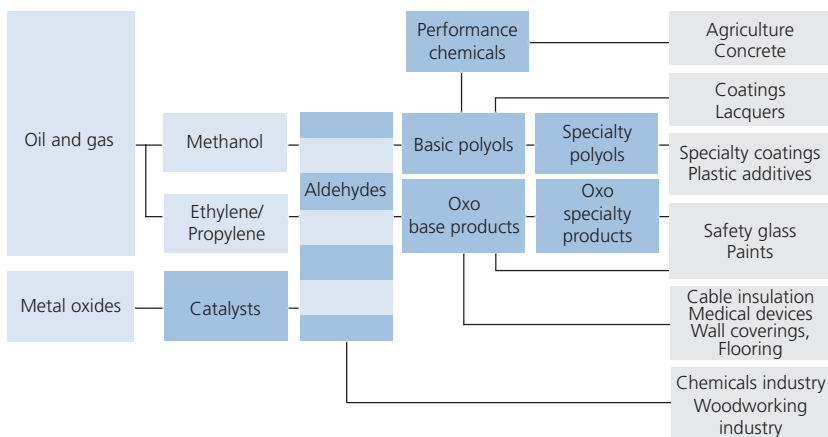 Performance
chemicals
Agriculture
Concrete
Coatings
Lacquers
Oil and gas
Methanol
Basic polyols
Specialty
polyols
Specialty coatings
Plastic additives
Aldehydes
Ethylene/
Propylene
Oxo
base products
Oxo
specialty
products
Safety glass
Paints
Metal oxides
Catalysts
Cable insulation
Medical devices
Wall coverings,
Flooring
Chemicals industry
Woodworking
industry